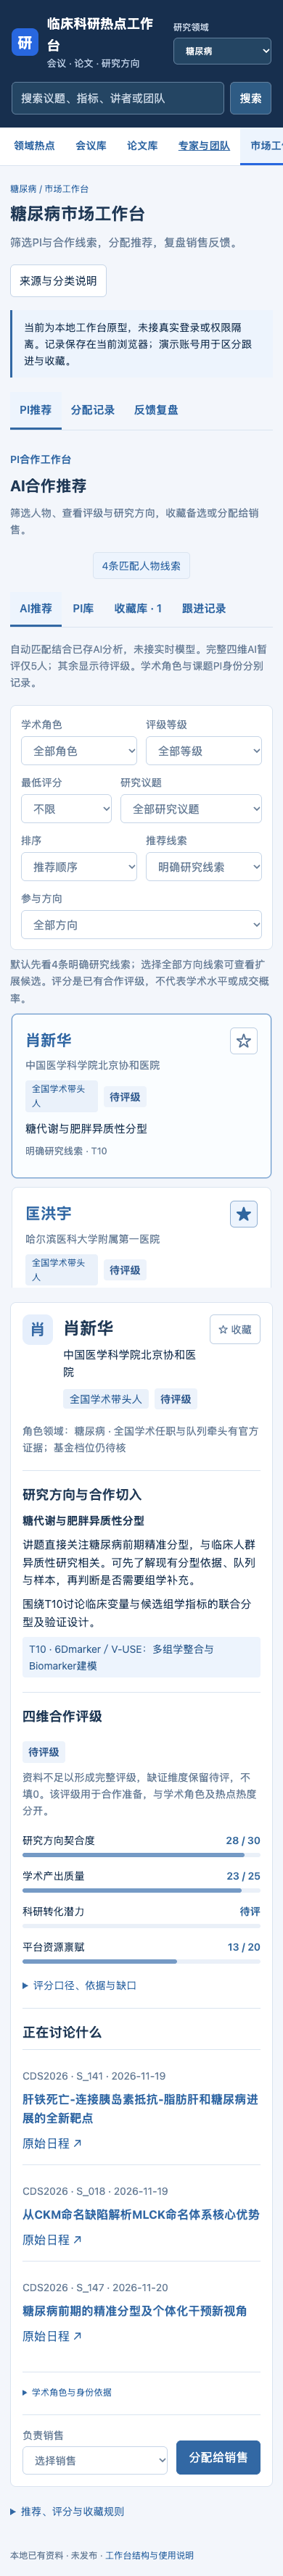 研
临床科研热点工作台
会议 · 论文 · 研究方向
研究领域
糖尿病
搜索议题、指标、讲者或团队
搜索
领域热点 会议库 论文库 专家与团队
糖尿病 / 市场工作台
糖尿病市场工作台
筛选PI与合作线索，分配推荐，复盘销售反馈。
来源与分类说明
当前为本地工作台原型，未接真实登录或权限隔
离。记录保存在当前浏览器；演示账号用于区分跟
进与收藏。
PI推荐 分配记录 反馈复盘
PI合作工作台
AI合作推荐
筛选人物、查看评级与研究方向，收藏备选或分配给销
售。
4条匹配人物线索
AI推荐 PI库 收藏库 · 1 跟进记录
自动匹配结合已存AI分析，未接实时模型。完整四维AI暂
评仅5人；其余显示待评级。学术角色与课题PI身份分别
记录。
学术角色 评级等级
全部角色 全部等级
最低评分 研究议题
不限 全部研究议题
排序 推荐线索
推荐顺序 明确研究线索
参与方向
全部方向
默认先看4条明确研究线索；选择全部方向线索可查看扩
展候选。评分是已有合作评级，不代表学术水平或成交概
率。
肖新华
中国医学科学院北京协和医院
全国学术带头
人
待评级
糖代谢与肥胖异质性分型
明确研究线索 · T10
匡洪宇
哈尔滨医科大学附属第一医院
全国学术带头
人
待评级
肖
肖新华
☆ 收藏
中国医学科学院北京协和医
院
全国学术带头人 待评级
角色领域：糖尿病 · 全国学术任职与队列牵头有官方
证据；基金档位仍待核
研究方向与合作切入
糖代谢与肥胖异质性分型
讲题直接关注糖尿病前期精准分型，与临床人群
异质性研究相关。可先了解现有分型依据、队列
与样本，再判断是否需要组学补充。
围绕T10讨论临床变量与候选组学指标的联合分
型及验证设计。
T10 · 6Dmarker / V-USE：多组学整合与
Biomarker建模
四维合作评级
待评级
资料不足以形成完整评级，缺证维度保留待评，不
填0。该评级用于合作准备，与学术角色及热点热度
分开。
研究方向契合度 28 / 30
学术产出质量 23 / 25
科研转化潜力 待评
平台资源禀赋 13 / 20
▶ 评分口径、依据与缺口
正在讨论什么
CDS2026 · S_141 · 2026-11-19
肝铁死亡-连接胰岛素抵抗-脂肪肝和糖尿病进
展的全新靶点
原始日程 ↗
CDS2026 · S_018 · 2026-11-19
从CKM命名缺陷解析MLCK命名体系核心优势
原始日程 ↗
CDS2026 · S_147 · 2026-11-20
糖尿病前期的精准分型及个体化干预新视角
原始日程 ↗
▶ 学术角色与身份依据
负责销售
选择销售
分配给销售
▶ 推荐、评分与收藏规则
本地已有资料 · 未发布 · 工作台结构与使用说明